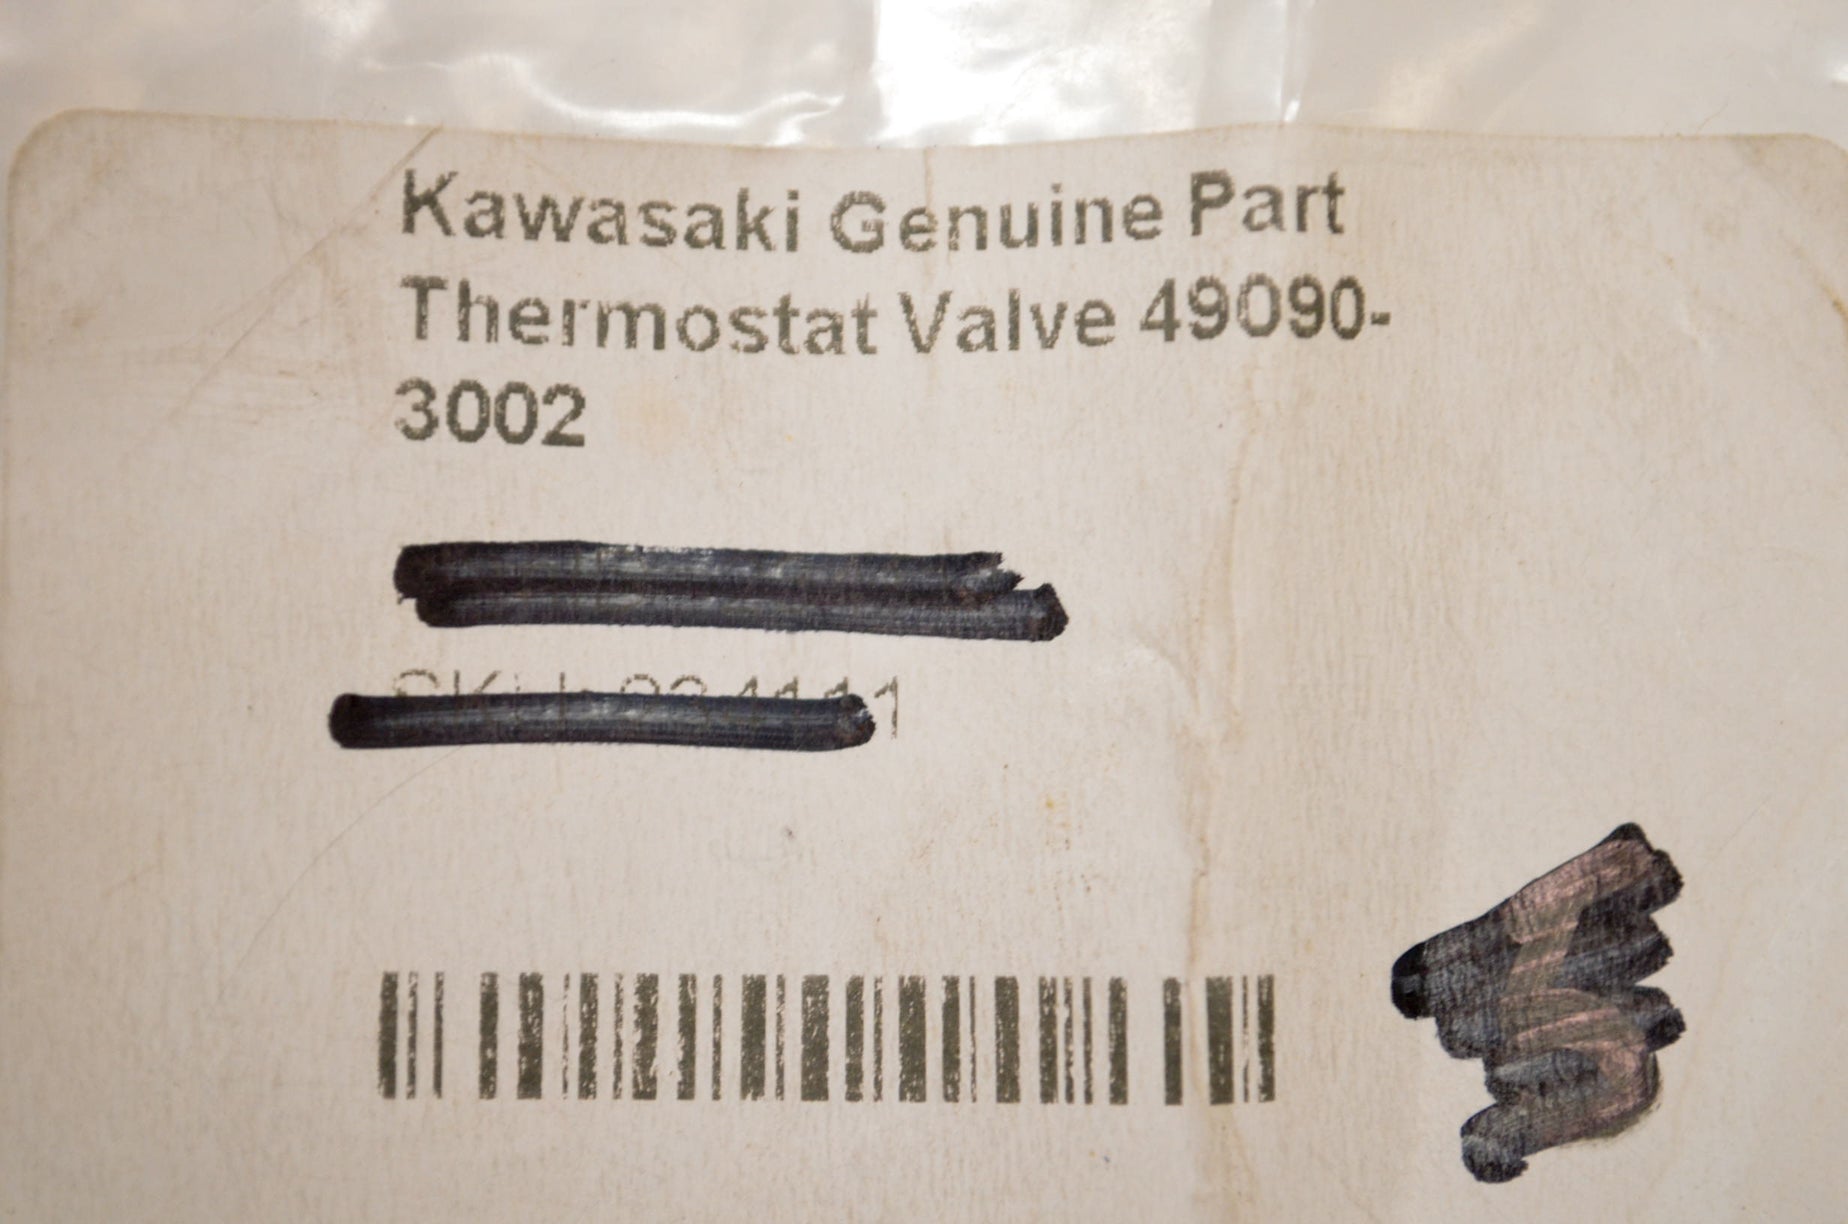 Kawasaki Genuine Part
Thermostat Valve 49090-
3002